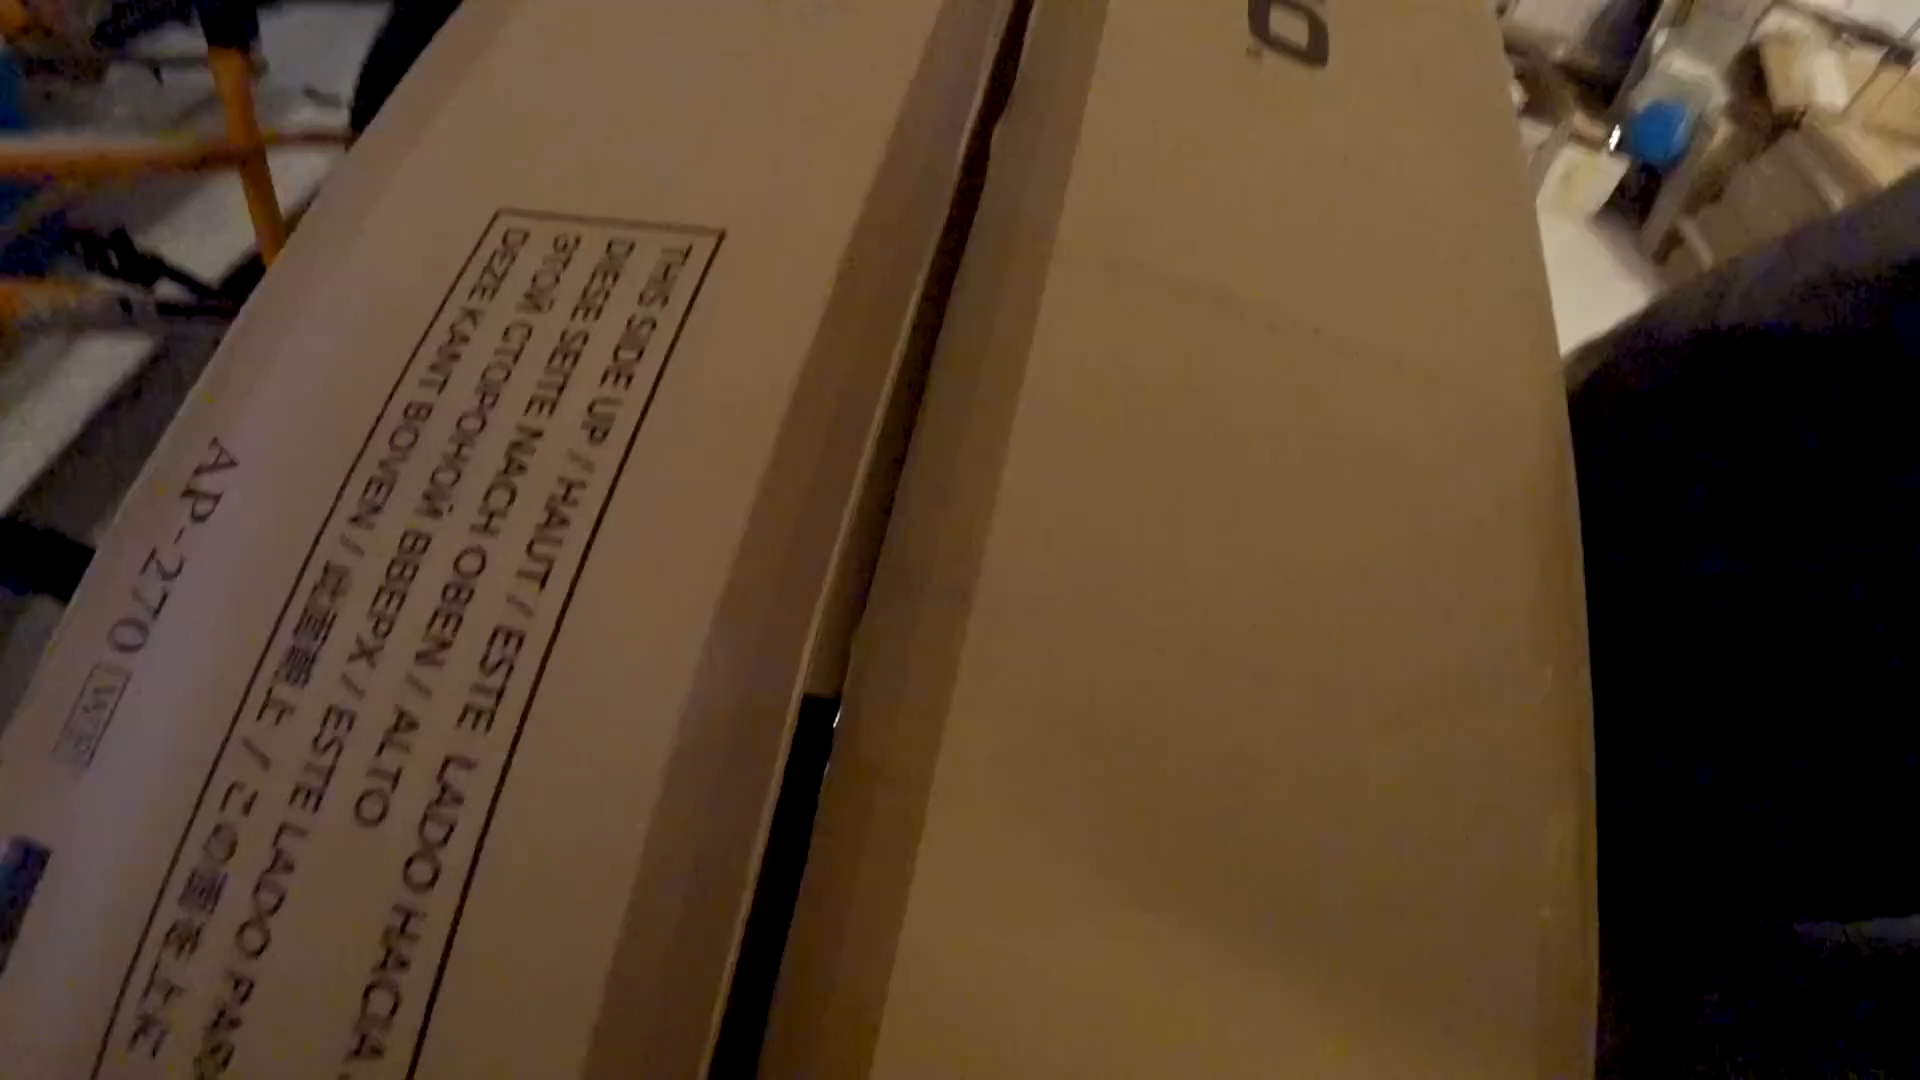 O
THIS SIDE UP / HAUT / ESTE LADO HACIA
DIESE SEITE NACH OBEN / ALTO
ЭТОЙ СТОРОНОЙ ВВЕРХ / ESTE LADO PARA
DEZE KANT BOVEN / 此面朝上 / この面を上に
AP-270